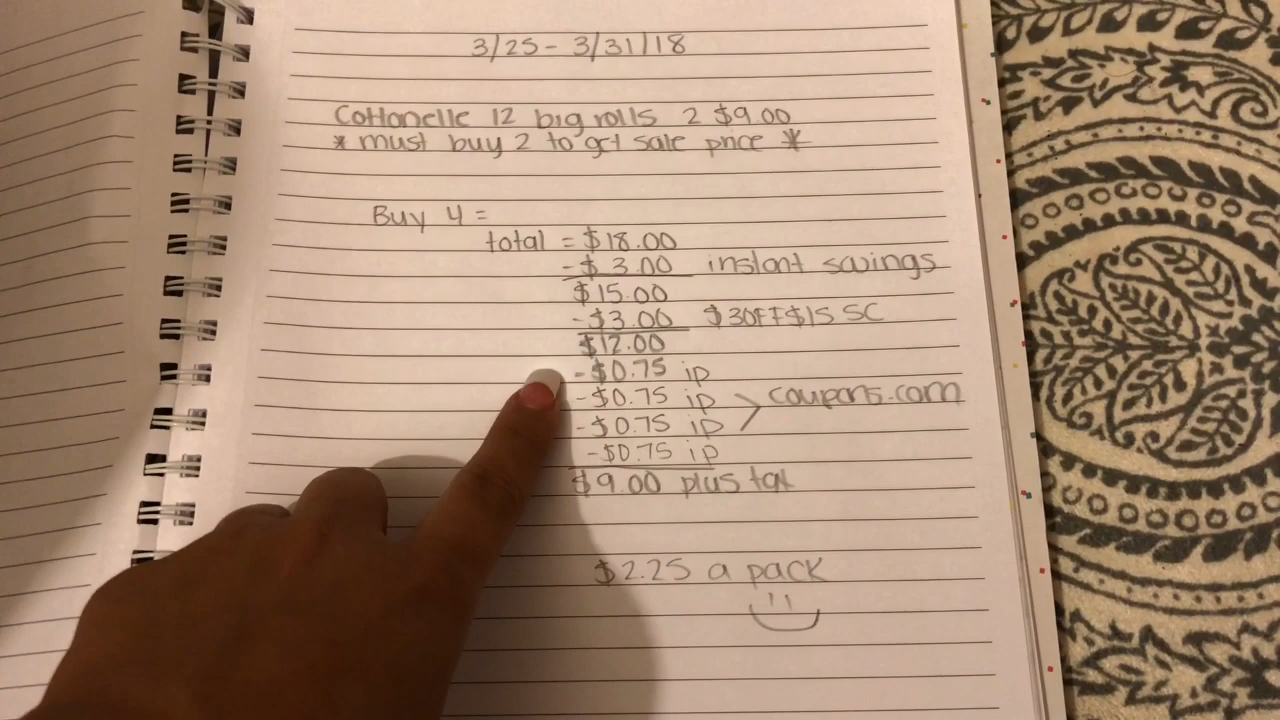 3/25 - 3/31/18
Cottonelle 12 big rolls 2 $9.00
* must buy 2 to get sale price *
Buy 4 =
total = $18.00
- $3.00 instant savings
$15.00
- $3.00 $3OFF$15 SC
$12.00
- $0.75 ip
- $0.75 ip > coupons.com
- $0.75 ip
- $0.75 ip
$9.00 plus tax
$2.25 a pack